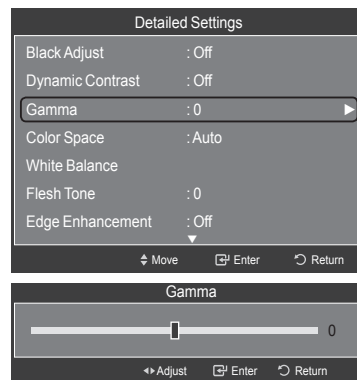 Detailed Settings
Black Adjust : Off
Dynamic Contrast : Off
Gamma : 0
Color Space : Auto
White Balance
Flesh Tone : 0
Edge Enhancement : Off
Move Enter Return
Gamma
0
Adjust Enter Return